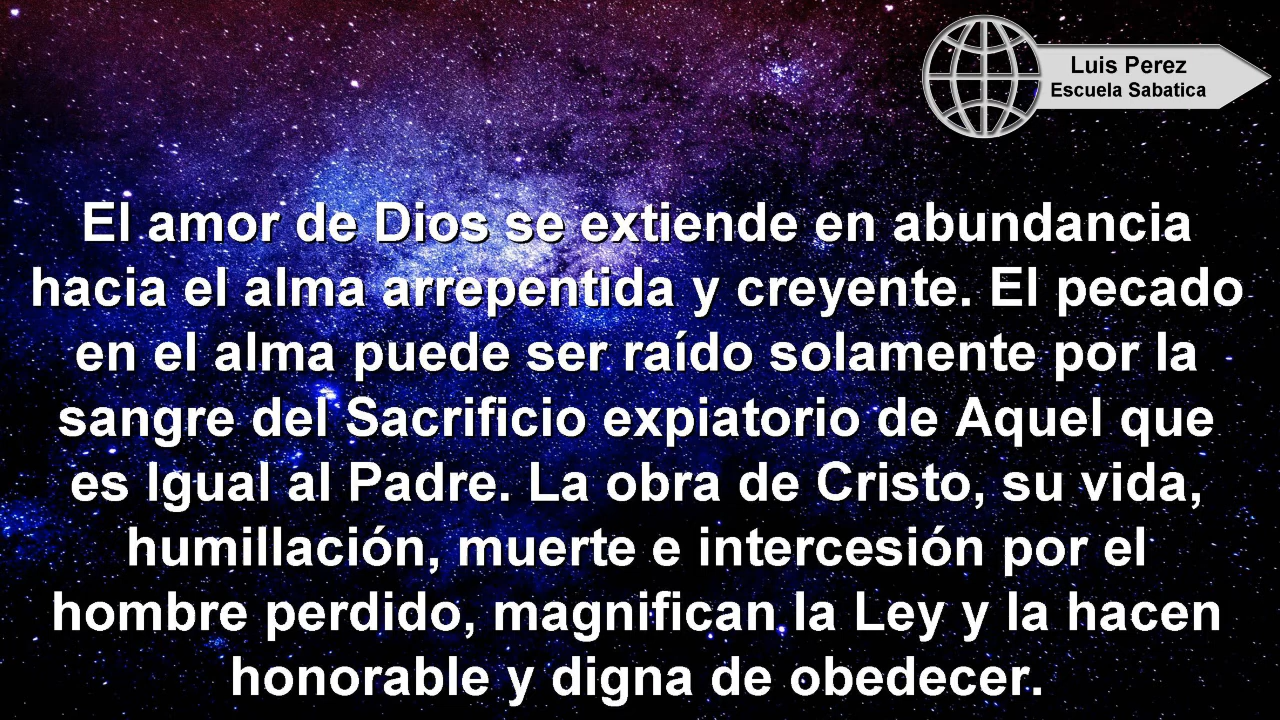 Luis Perez
Escuela Sabatica
El amor de Dios se extiende en abundancia
hacia el alma arrepentida y creyente. El pecado
en el alma puede ser raído solamente por la
sangre del Sacrificio expiatorio de Aquel que
es Igual al Padre. La obra de Cristo, su vida,
humillación, muerte e intercesión por el
hombre perdido, magnifican la Ley y la hacen
honorable y digna de obedecer.